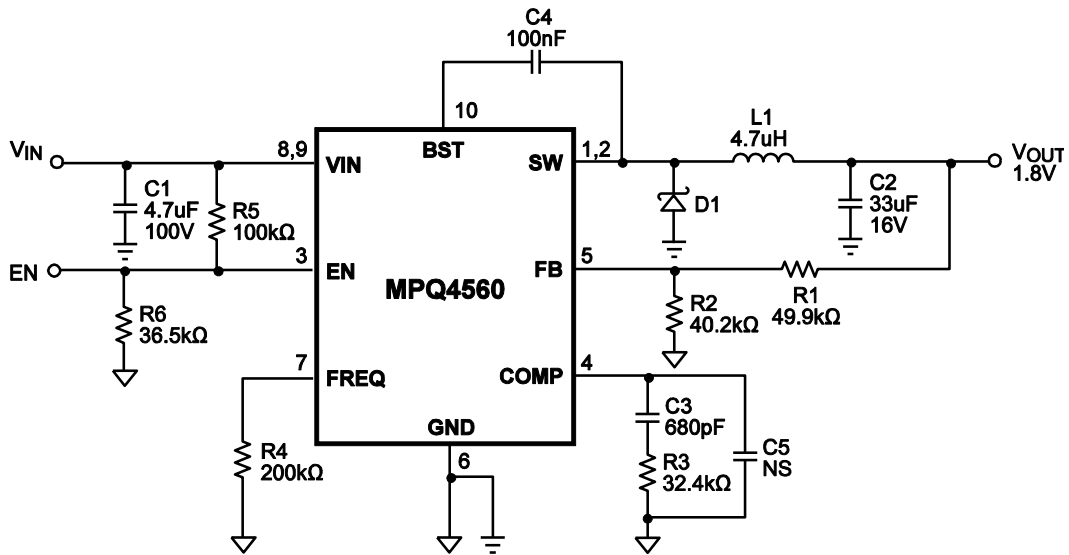 C4
100nF
10
BST
VIN
8,9
VIN
SW
1,2
L1
4.7uH
VOUT
1.8V
C1
4.7uF
100V
R5
100kΩ
D1
C2
33uF
16V
EN
3
EN
MPQ4560
FB
5
R1
49.9kΩ
R2
40.2kΩ
R6
36.5kΩ
7
FREQ
COMP
4
GND
6
R4
200kΩ
C3
680pF
R3
32.4kΩ
C5
NS